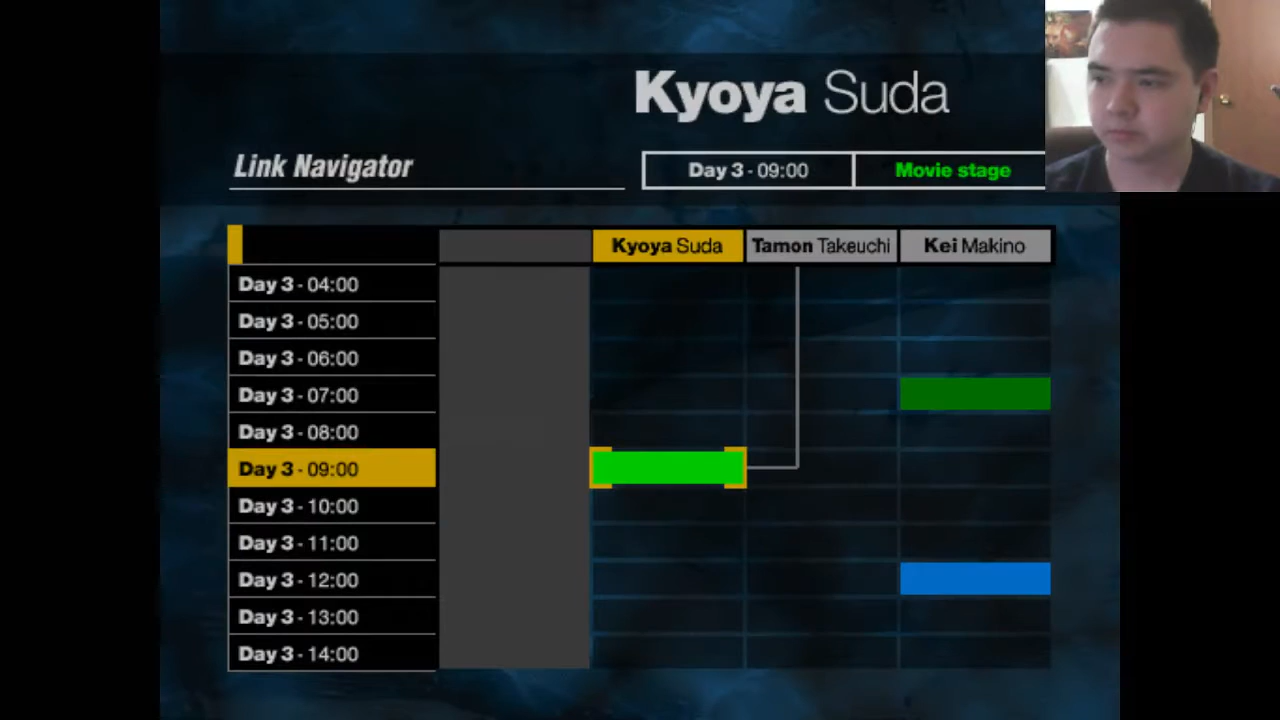 Kyoya Suda
Link Navigator
Day 3 - 09:00
Movie stage
Kyoya Suda
Tamon Takeuchi
Kei Makino
Day 3 - 04:00
Day 3 - 05:00
Day 3 - 06:00
Day 3 - 07:00
Day 3 - 08:00
Day 3 - 09:00
Day 3 - 10:00
Day 3 - 11:00
Day 3 - 12:00
Day 3 - 13:00
Day 3 - 14:00